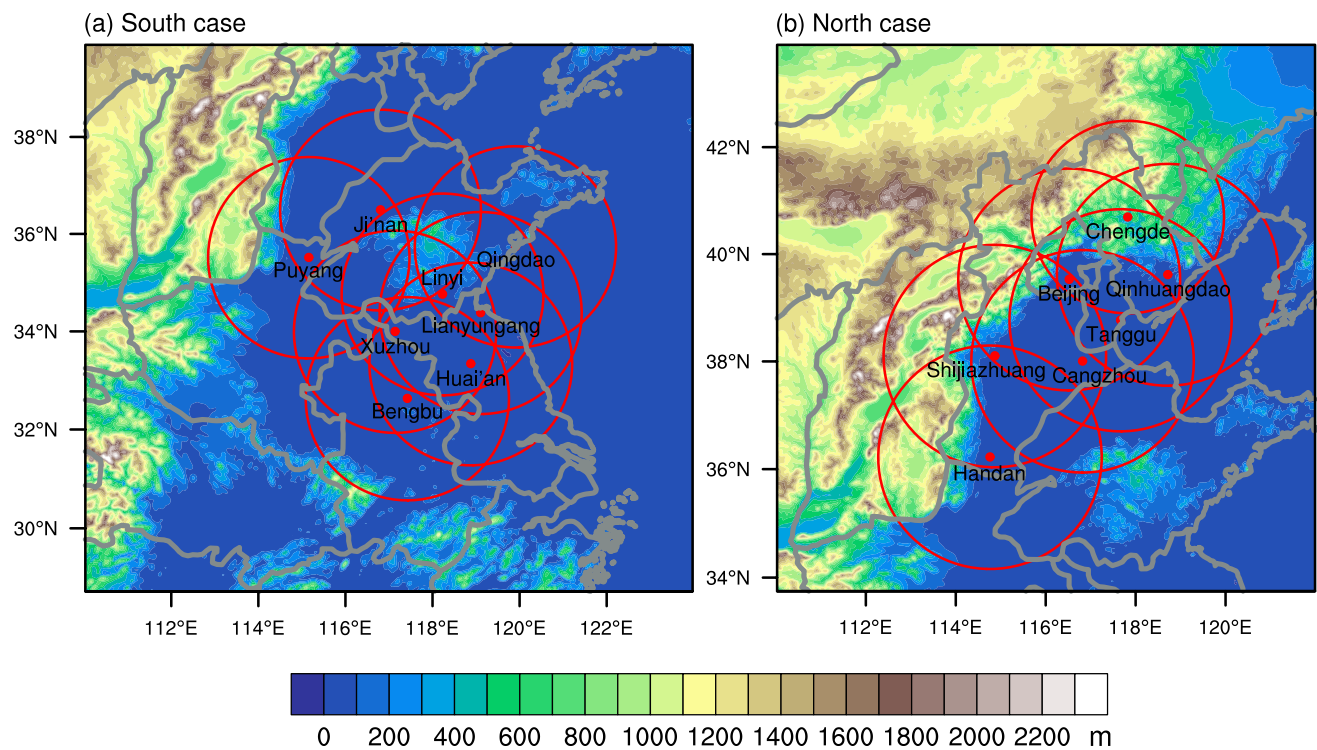 (a) South case
(b) North case
38°N
36°N
34°N
32°N
30°N
Ji'nan
Puyang
Qingdao
Linyi
Lianyungang
Xuzhou
Huai'an
Bengbu
112°E 114°E 116°E 118°E 120°E 122°E
42°N
40°N
38°N
36°N
34°N
Chengde
Beijing
Qinhuangdao
Tanggu
Shijiazhuang
Cangzhou
Handan
112°E 114°E 116°E 118°E 120°E
0 200 400 600 800 1000 1200 1400 1600 1800 2000 2200 m